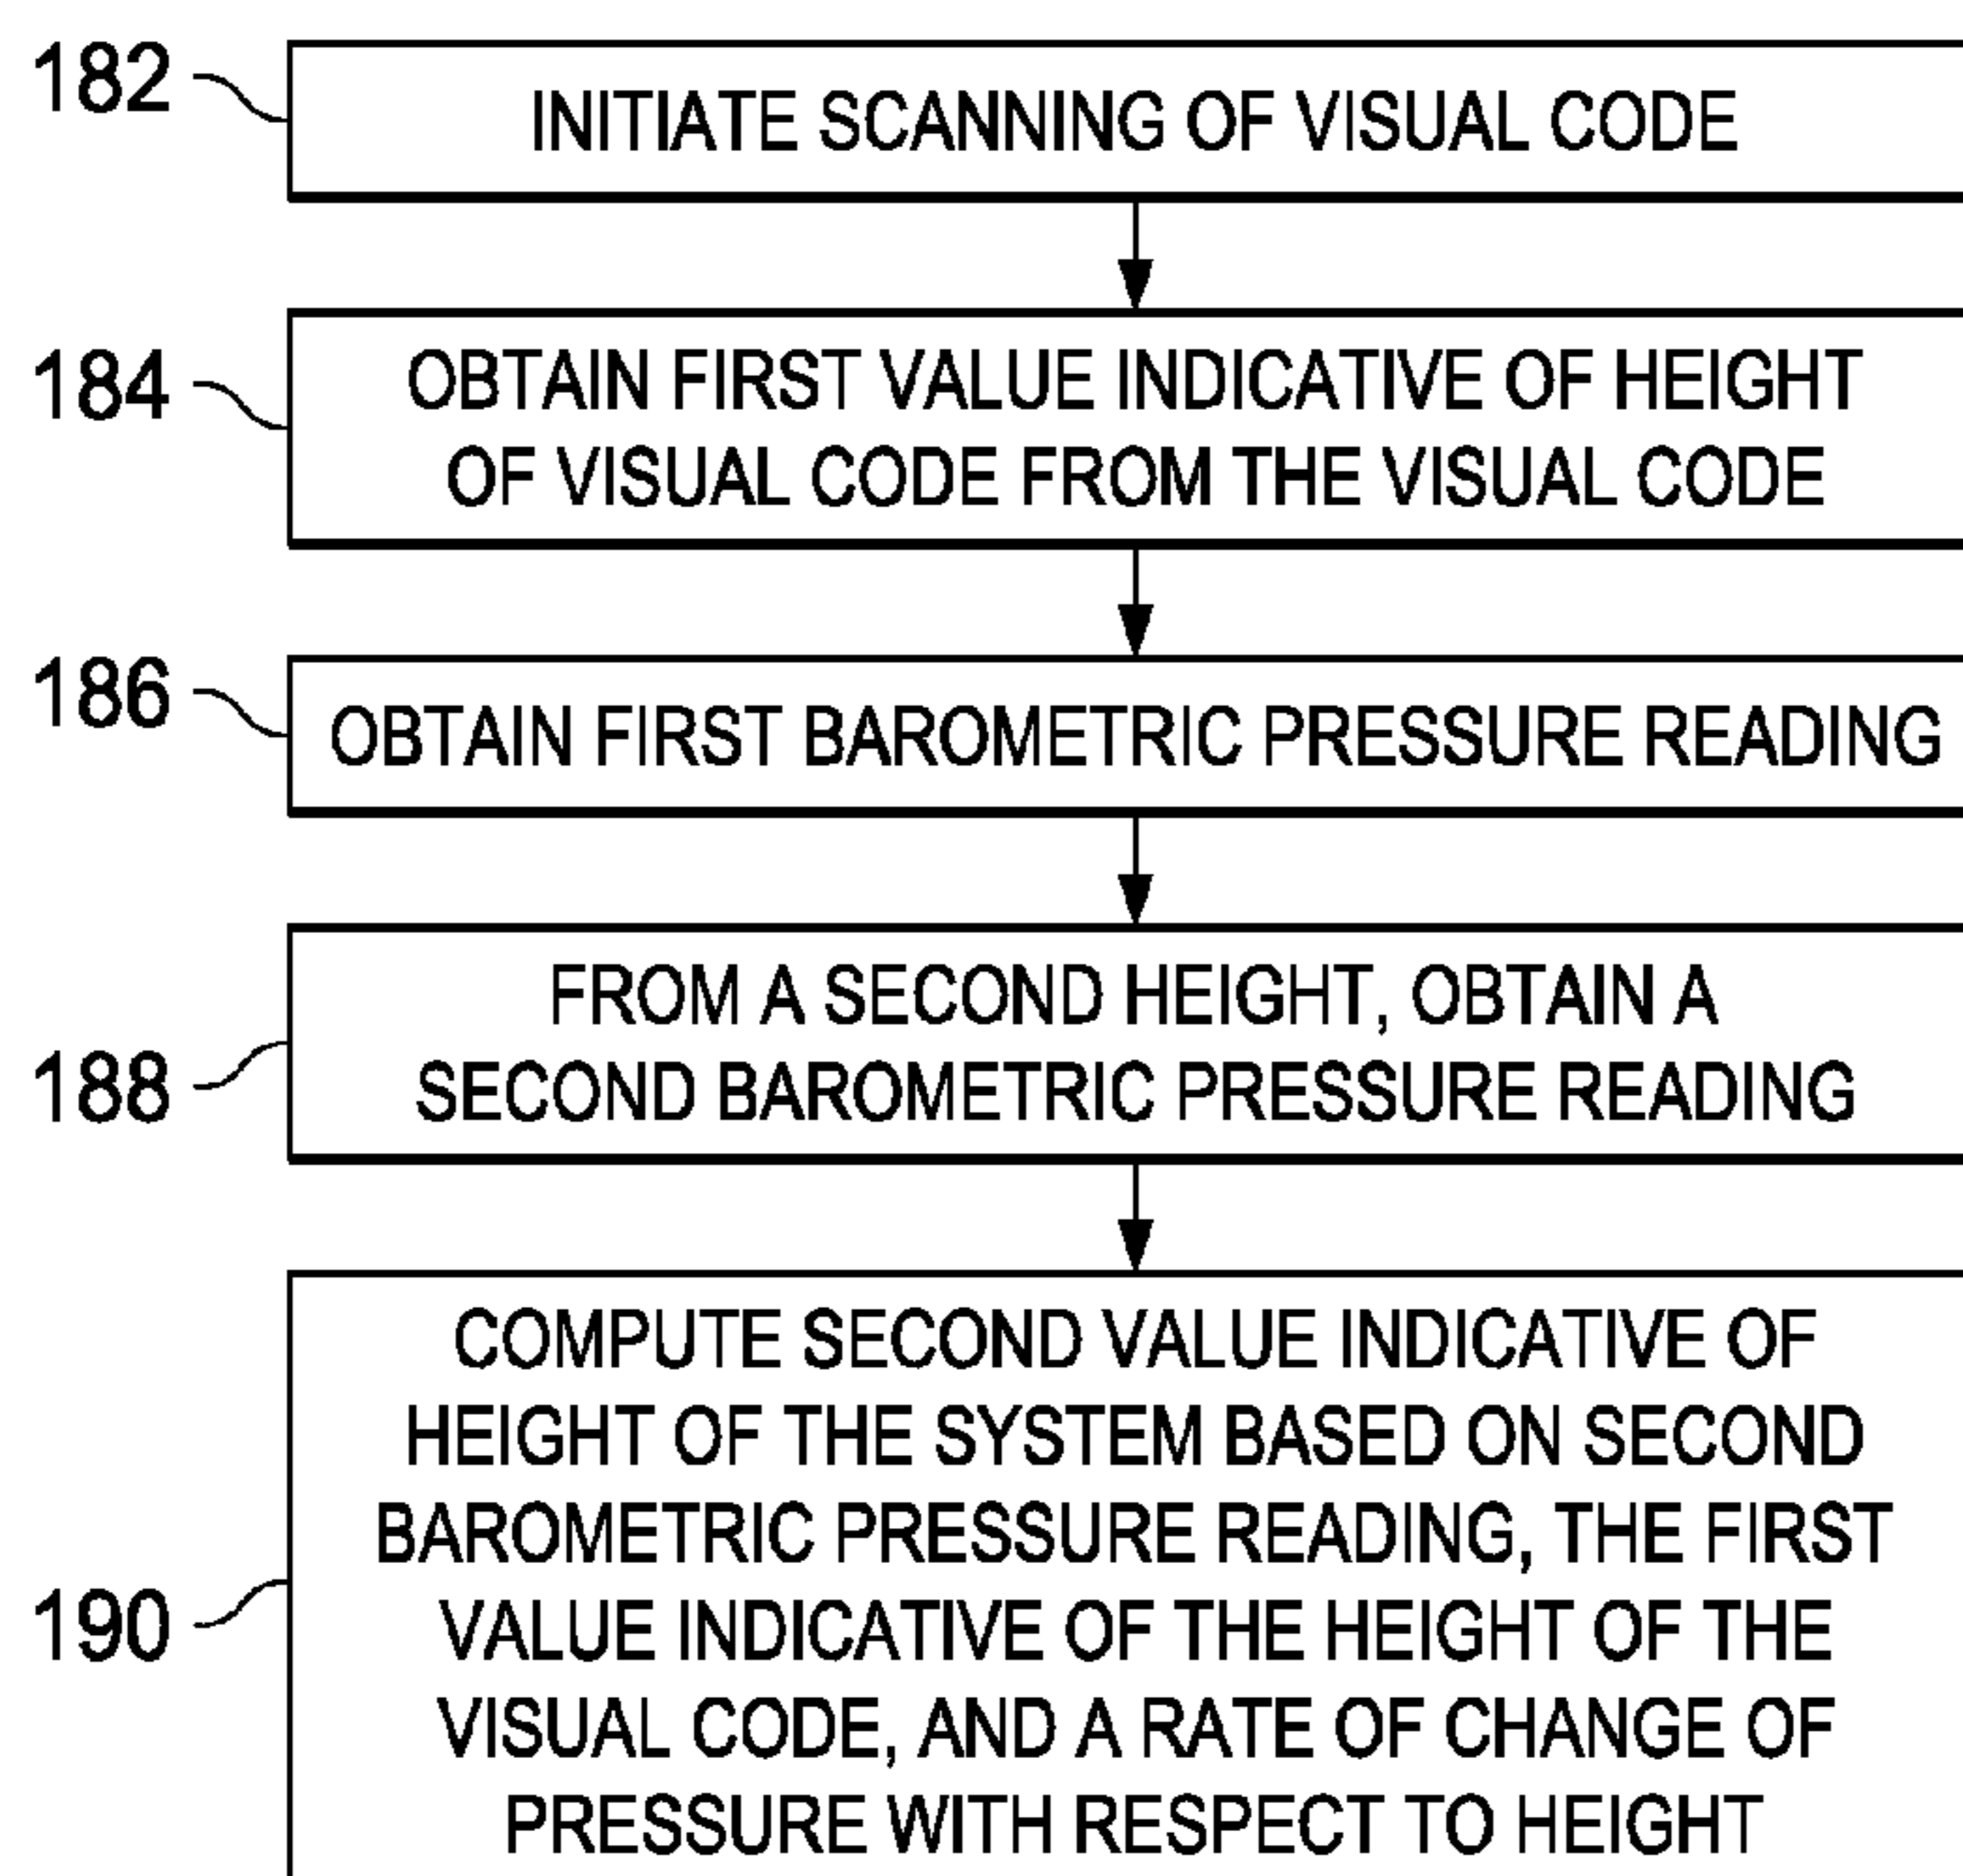 182
INITIATE SCANNING OF VISUAL CODE
184
OBTAIN FIRST VALUE INDICATIVE OF HEIGHT
OF VISUAL CODE FROM THE VISUAL CODE
186
OBTAIN FIRST BAROMETRIC PRESSURE READING
188
FROM A SECOND HEIGHT, OBTAIN A
SECOND BAROMETRIC PRESSURE READING
190
COMPUTE SECOND VALUE INDICATIVE OF
HEIGHT OF THE SYSTEM BASED ON SECOND
BAROMETRIC PRESSURE READING, THE FIRST
VALUE INDICATIVE OF THE HEIGHT OF THE
VISUAL CODE, AND A RATE OF CHANGE OF
PRESSURE WITH RESPECT TO HEIGHT